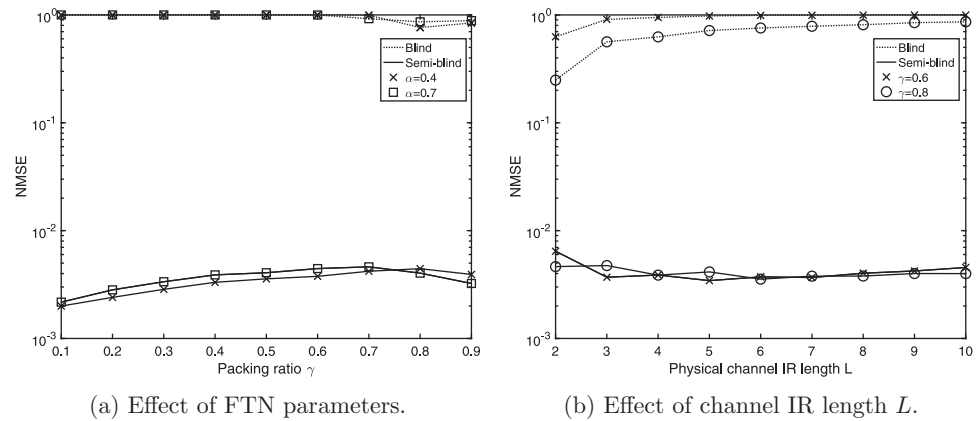 10^0
10^-1
10^-2
10^-3
NMSE
Blind
Semi-blind
α=0.4
α=0.7
0.1 0.2 0.3 0.4 0.5 0.6 0.7 0.8 0.9
Packing ratio γ
(a) Effect of FTN parameters.
10^0
10^-1
10^-2
10^-3
NMSE
Blind
Semi-blind
γ=0.6
γ=0.8
2 3 4 5 6 7 8 9 10
Physical channel IR length L
(b) Effect of channel IR length L.